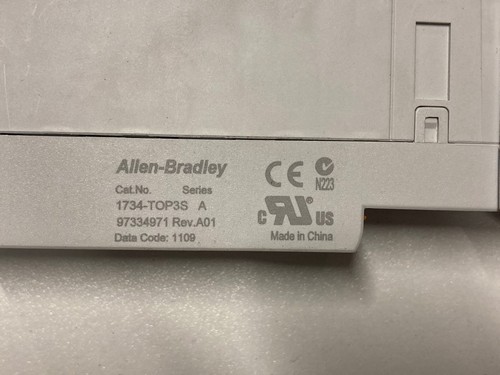 Allen-Bradley
Cat.No. Series
1734-TOP3S A
97334971 Rev.A01
Data Code: 1109
CE
N223
c RU US
Made in China